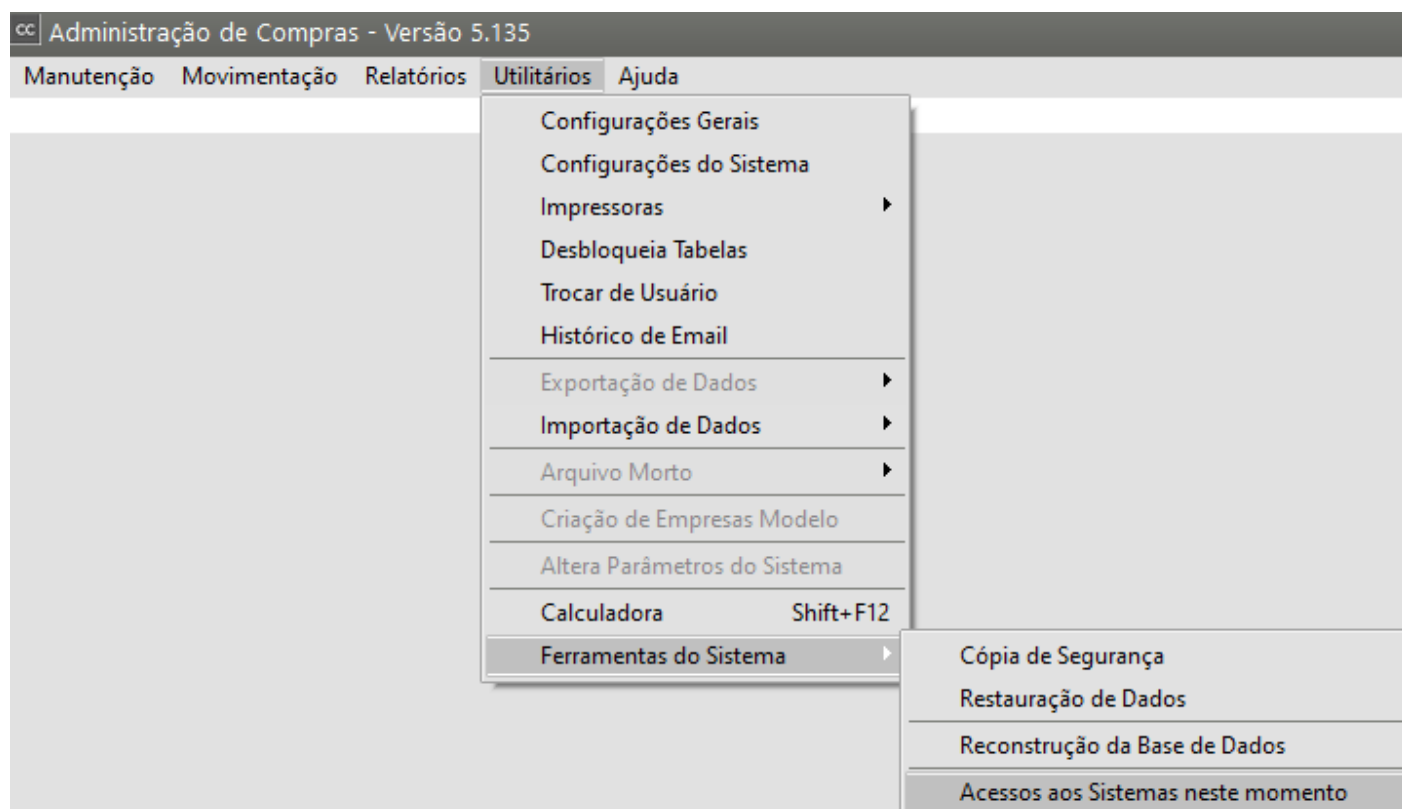 cc Administração de Compras - Versão 5.135
Manutenção Movimentação Relatórios Utilitários Ajuda
Configurações Gerais
Configurações do Sistema
Impressoras
Desbloqueia Tabelas
Trocar de Usuário
Histórico de Email
Exportação de Dados
Importação de Dados
Arquivo Morto
Criação de Empresas Modelo
Altera Parâmetros do Sistema
Calculadora Shift+F12
Ferramentas do Sistema
Cópia de Segurança
Restauração de Dados
Reconstrução da Base de Dados
Acessos aos Sistemas neste momento